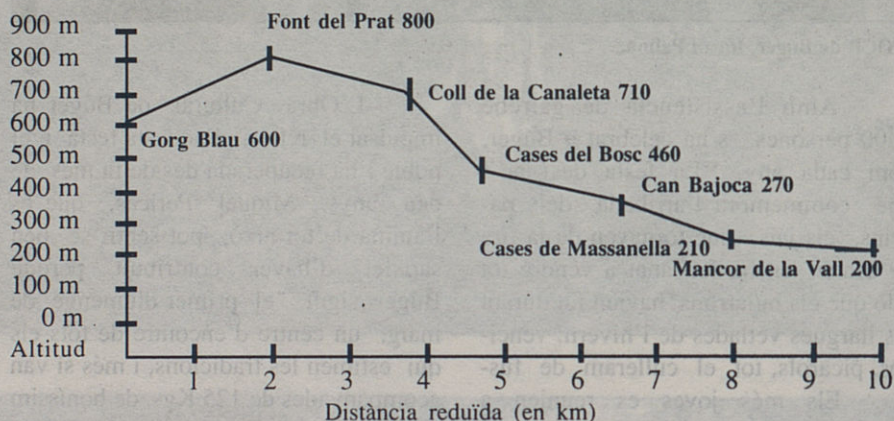 900 m
Font del Prat 800
800 m
700 m
Coll de la Canaleta 710
600 m
Gorg Blau 600
500 m
Cases del Bosc 460
400 m
Can Bajoca 270
300 m
200 m
Cases de Massanella 210
Mancor de la Vall 200
100 m
0 m
Altitud
1 2 3 4 5 6 7 8 9 10
Distància reduïda (en km)